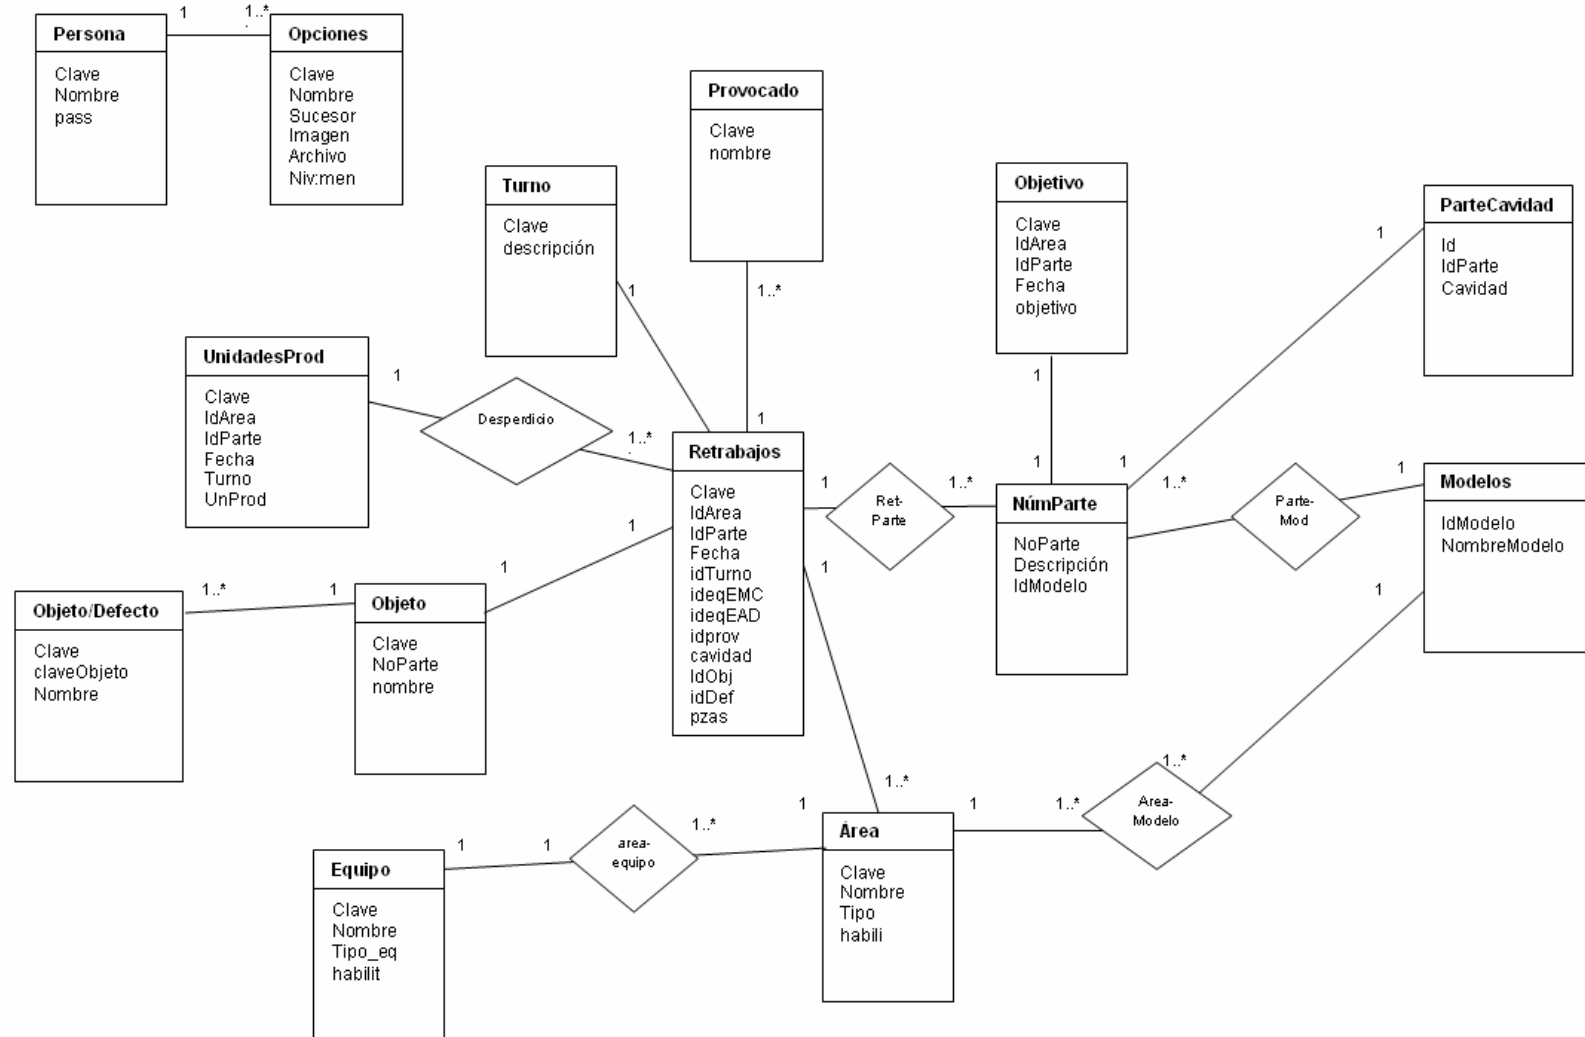 Persona
Clave
Nombre
pass
1
1..*
Opciones
Clave
Nombre
Sucesor
Imagen
Archivo
Niv:men
Provocado
Clave
nombre
1..*
1
Turno
Clave
descripción
1
Objetivo
Clave
IdArea
IdParte
Fecha
objetivo
1
1
ParteCavidad
Id
IdParte
Cavidad
1
1
UnidadesProd
Clave
IdArea
IdParte
Fecha
Turno
UnProd
1
Desperdicio
1..*
Retrabajos
Clave
IdArea
IdParte
Fecha
idTurno
ideqEMC
ideqEAD
idprov
cavidad
IdObj
idDef
pzas
1
Ret-
Parte
1..*
NúmParte
NoParte
Descripción
IdModelo
1..*
Parte-
Mod
1
Modelos
IdModelo
NombreModelo
1
Objeto/Defecto
Clave
claveObjeto
Nombre
1..*
1
Objeto
Clave
NoParte
nombre
1
1
1
1..*
Equipo
Clave
Nombre
Tipo_eq
habilit
1
1
area-
equipo
1..*
1
Área
Clave
Nombre
Tipo
habili
1
1..*
Area-
Modelo
1..*